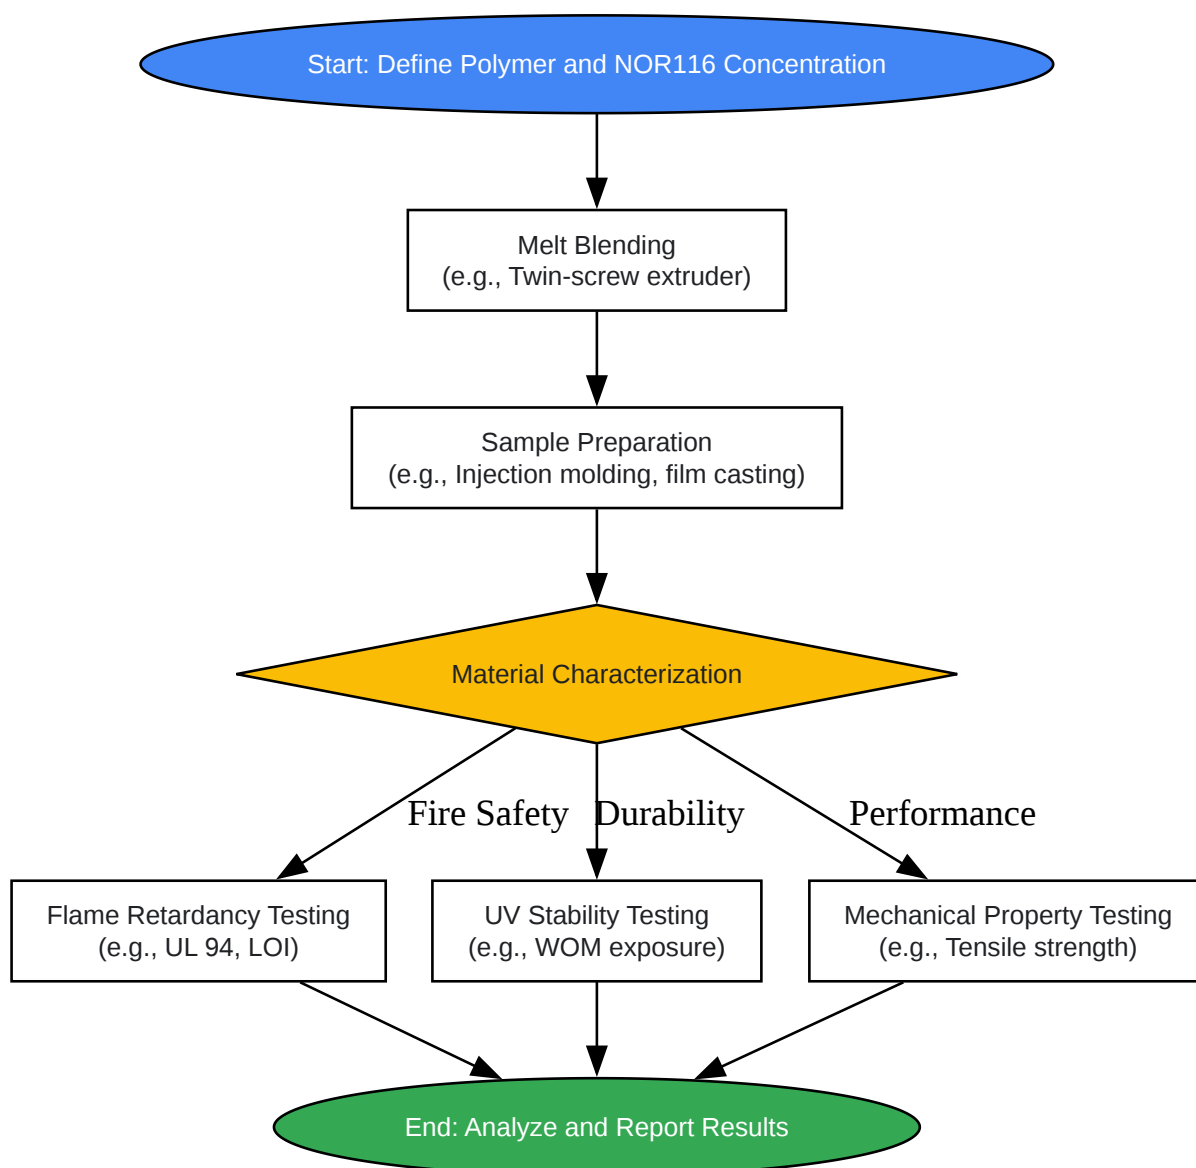 Start: Define Polymer and NOR116 Concentration
Melt Blending
(e.g., Twin-screw extruder)
Sample Preparation
(e.g., Injection molding, film casting)
Material Characterization
Fire Safety
Durability
Performance
Flame Retardancy Testing
(e.g., UL 94, LOI)
UV Stability Testing
(e.g., WOM exposure)
Mechanical Property Testing
(e.g., Tensile strength)
End: Analyze and Report Results